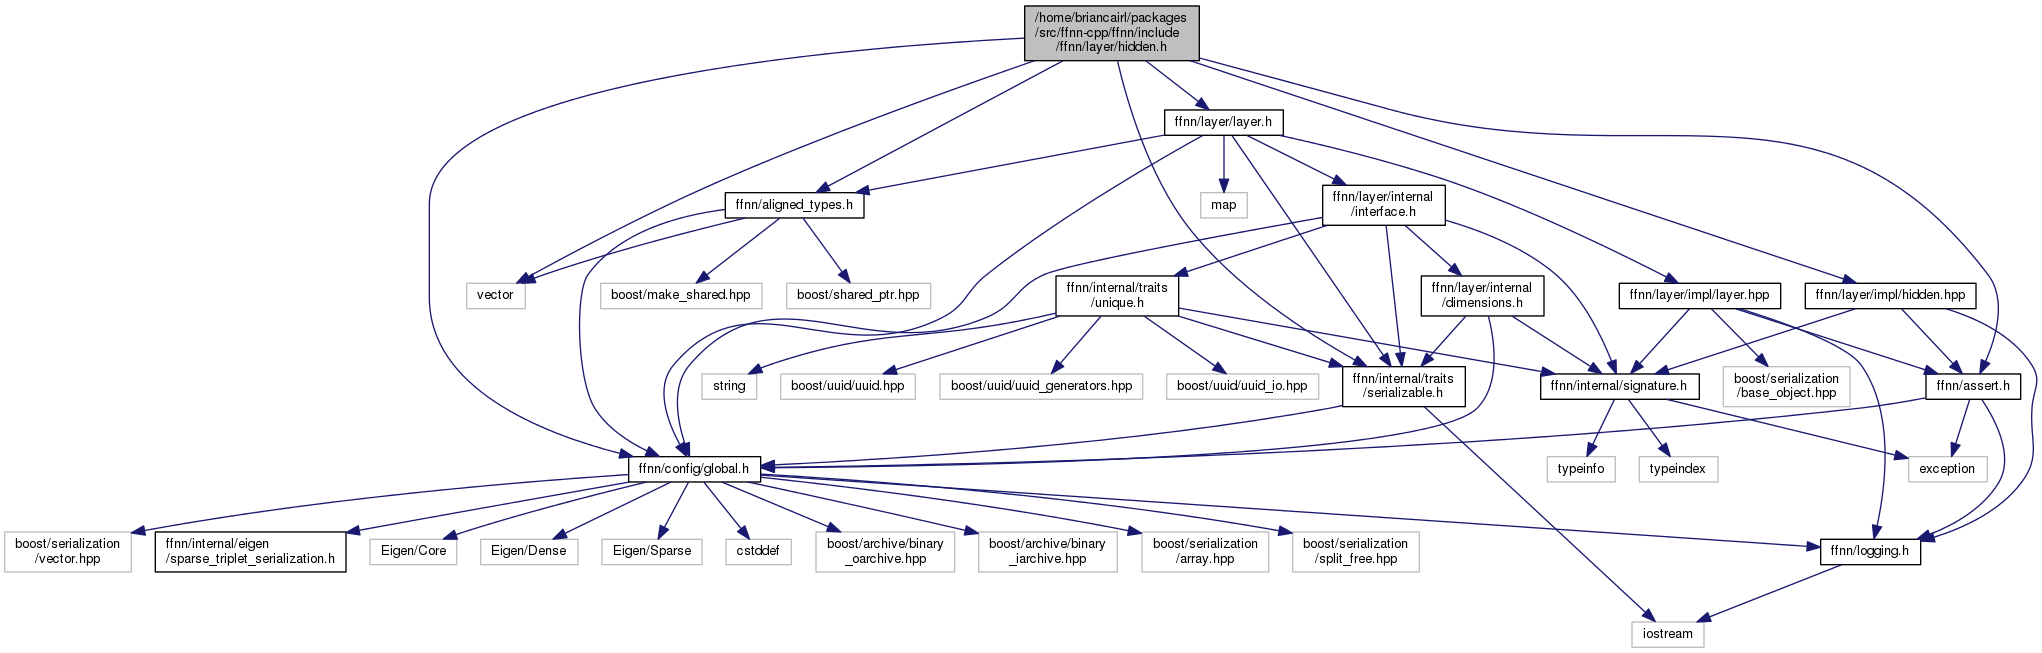 /home/briancairl/packages
/src/ffnn-cpp/ffnn/include
/ffnn/layer/hidden.h
ffnn/layer/layer.h
ffnn/aligned_types.h
map
ffnn/layer/internal
/interface.h
vector
boost/make_shared.hpp
boost/shared_ptr.hpp
ffnn/internal/traits
/unique.h
ffnn/layer/internal
/dimensions.h
ffnn/layer/impl/layer.hpp
ffnn/layer/impl/hidden.hpp
string
boost/uuid/uuid.hpp
boost/uuid/uuid_generators.hpp
boost/uuid/uuid_io.hpp
ffnn/internal/traits
/serializable.h
ffnn/internal/signature.h
boost/serialization
/base_object.hpp
ffnn/assert.h
ffnn/config/global.h
typeinfo
typeindex
exception
boost/serialization
/vector.hpp
ffnn/internal/eigen
/sparse_triplet_serialization.h
Eigen/Core
Eigen/Dense
Eigen/Sparse
cstddef
boost/archive/binary
_oarchive.hpp
boost/archive/binary
_iarchive.hpp
boost/serialization
/array.hpp
boost/serialization
/split_free.hpp
ffnn/logging.h
iostream